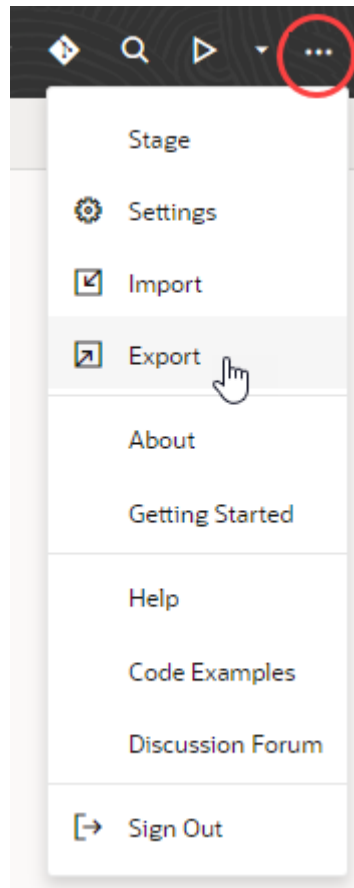 Stage
Settings
Import
Export
About
Getting Started
Help
Code Examples
Discussion Forum
Sign Out